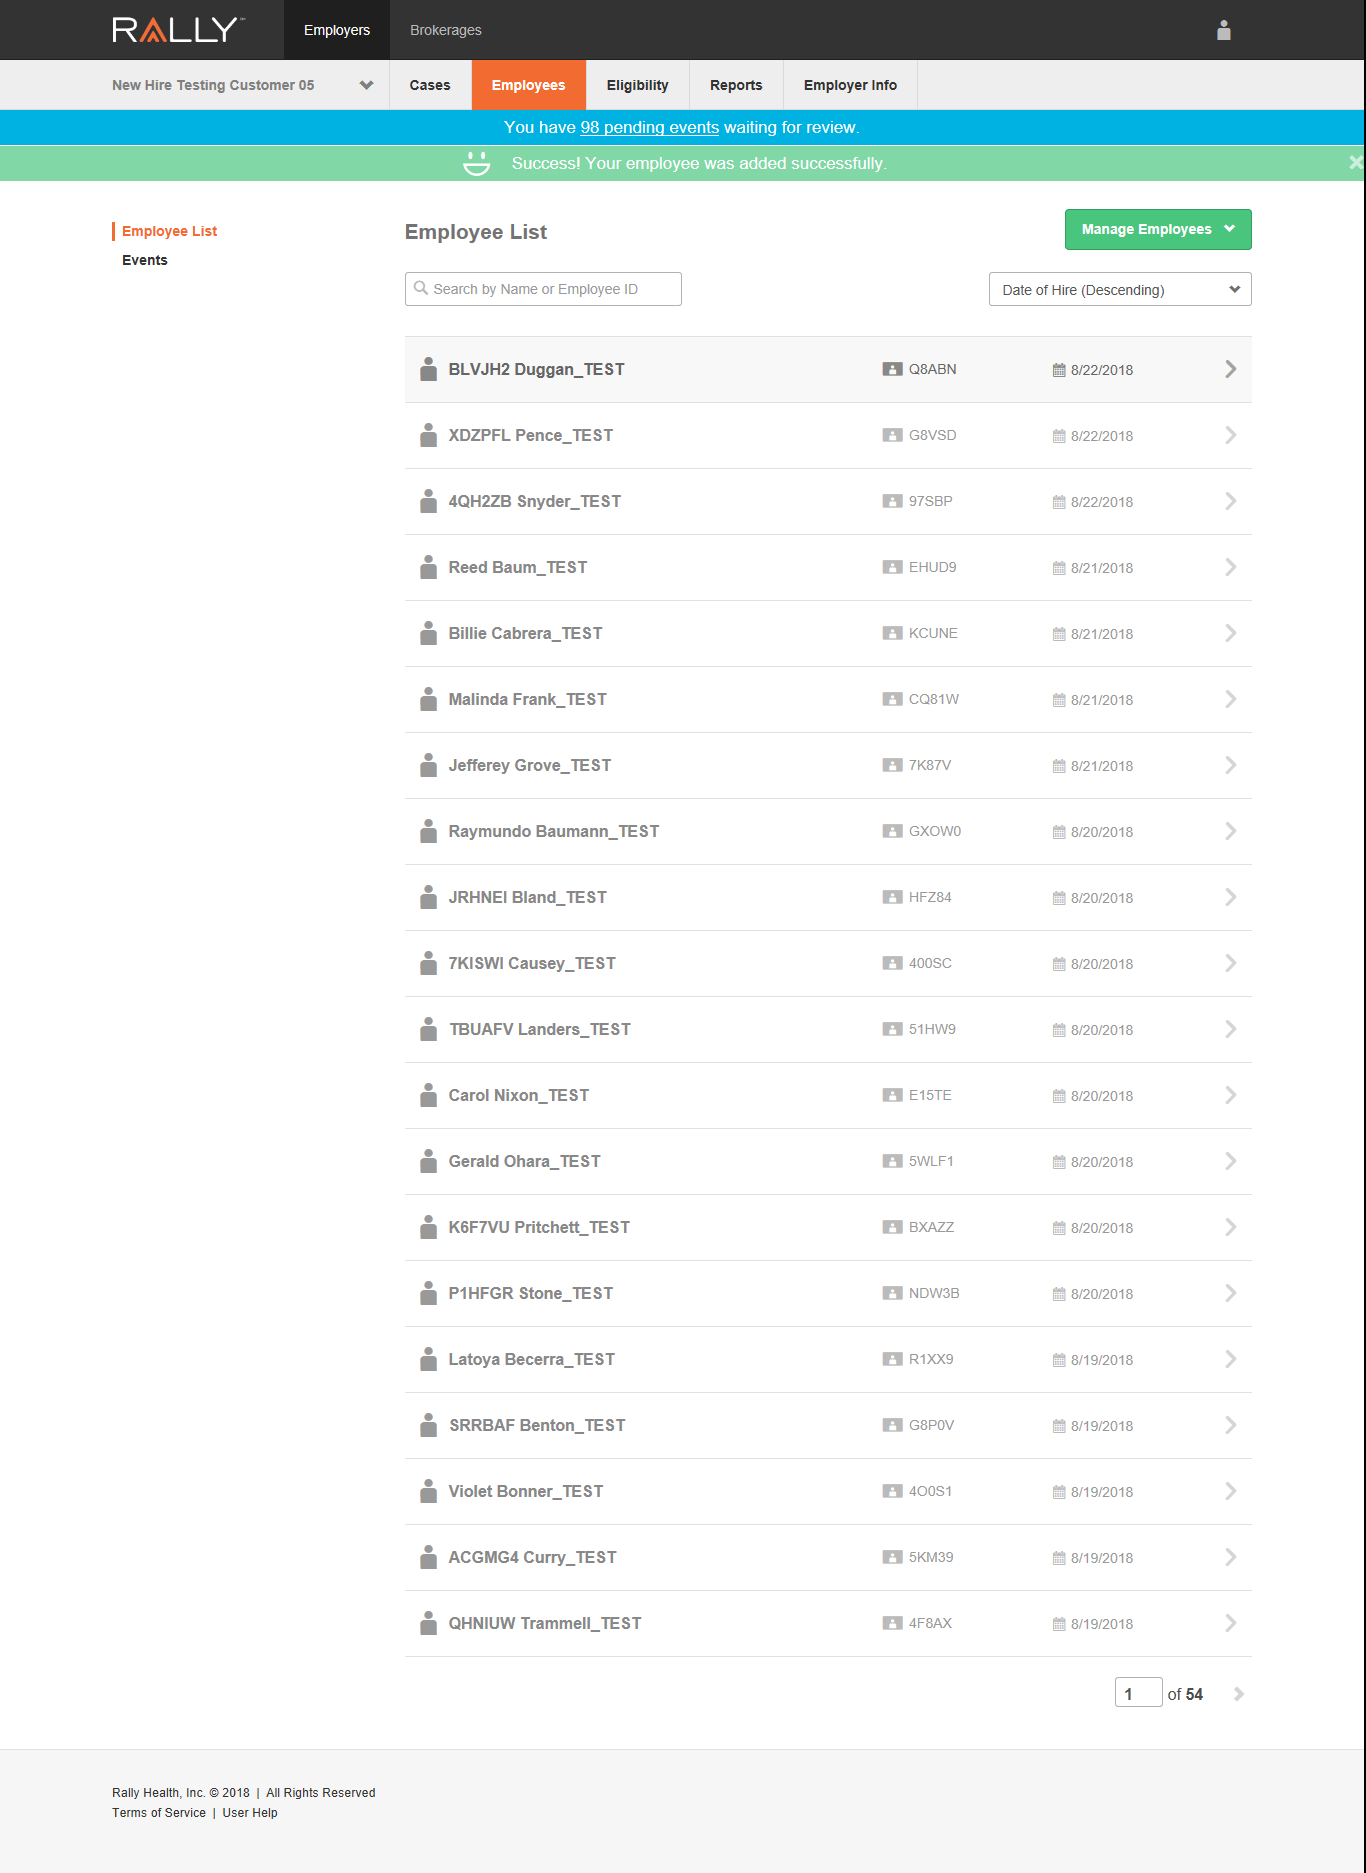 RALLY Employers Brokerages
New Hire Testing Customer 05 Cases Employees Eligibility Reports Employer Info
You have 98 pending events waiting for review.
Success! Your employee was added successfully.
Employee List
Events
Employee List
Manage Employees
Search by Name or Employee ID
Date of Hire (Descending)
BLVJH2 Duggan_TEST Q8ABN 8/22/2018
XDZPFL Pence_TEST G8VSD 8/22/2018
4QH2ZB Snyder_TEST 97SBP 8/22/2018
Reed Baum_TEST EHUD9 8/21/2018
Billie Cabrera_TEST KCUNE 8/21/2018
Malinda Frank_TEST CQ81W 8/21/2018
Jefferey Grove_TEST 7K87V 8/21/2018
Raymundo Baumann_TEST GXOW0 8/20/2018
JRHNEI Bland_TEST HFZ84 8/20/2018
7KISWI Causey_TEST 400SC 8/20/2018
TBUAFV Landers_TEST 51HW9 8/20/2018
Carol Nixon_TEST E15TE 8/20/2018
Gerald Ohara_TEST 5WLF1 8/20/2018
K6F7VU Pritchett_TEST BXAZZ 8/20/2018
P1HFGR Stone_TEST NDW3B 8/20/2018
Latoya Becerra_TEST R1XX9 8/19/2018
SRRBAF Benton_TEST G8P0V 8/19/2018
Violet Bonner_TEST 4O0S1 8/19/2018
ACGMG4 Curry_TEST 5KM39 8/19/2018
QHNIUW Trammell_TEST 4F8AX 8/19/2018
1 of 54
Rally Health, Inc. © 2018 | All Rights Reserved
Terms of Service | User Help